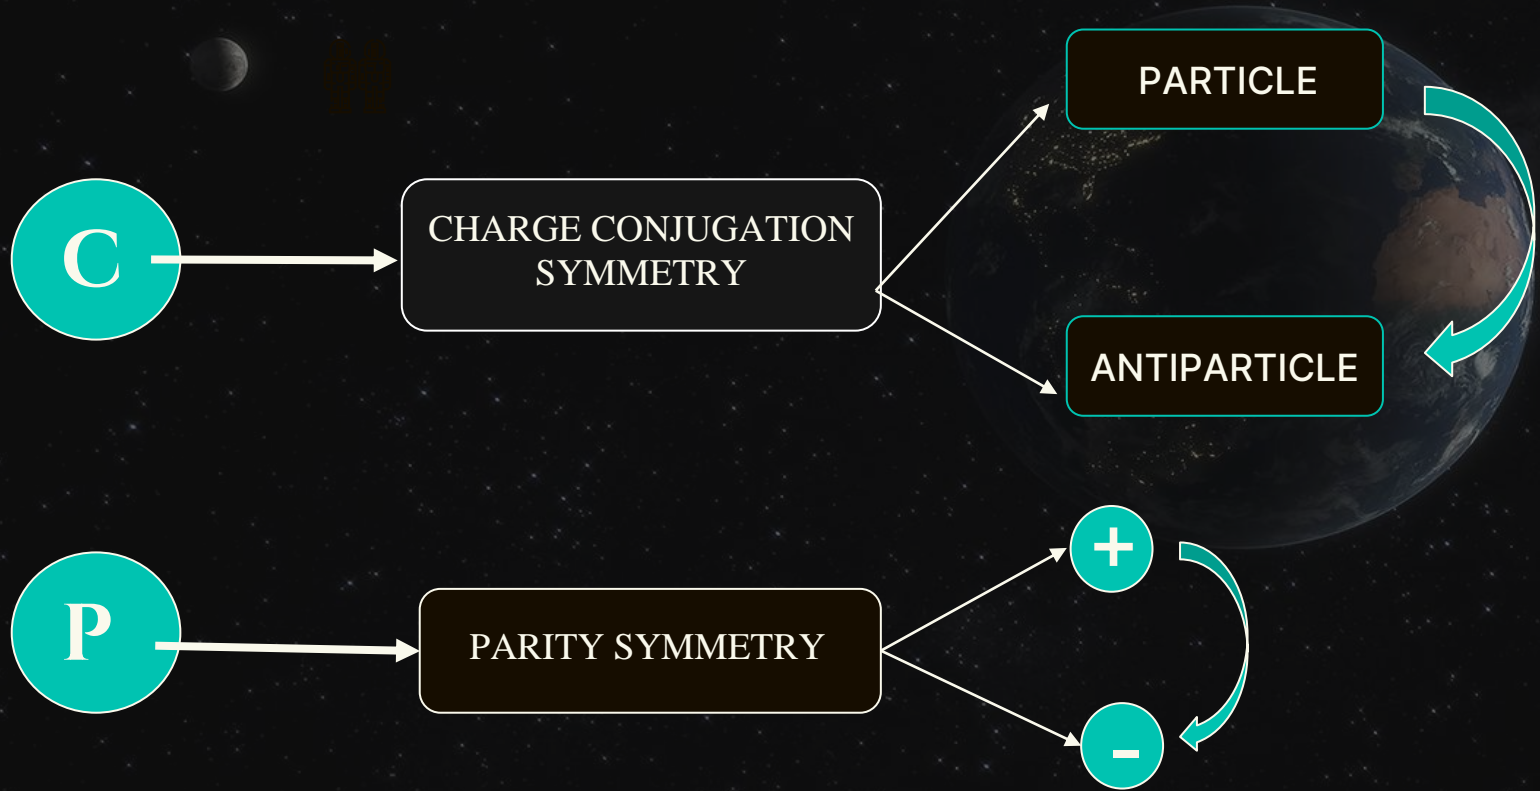 C
CHARGE CONJUGATION
SYMMETRY
PARTICLE
ANTIPARTICLE
P
PARITY SYMMETRY
+
-